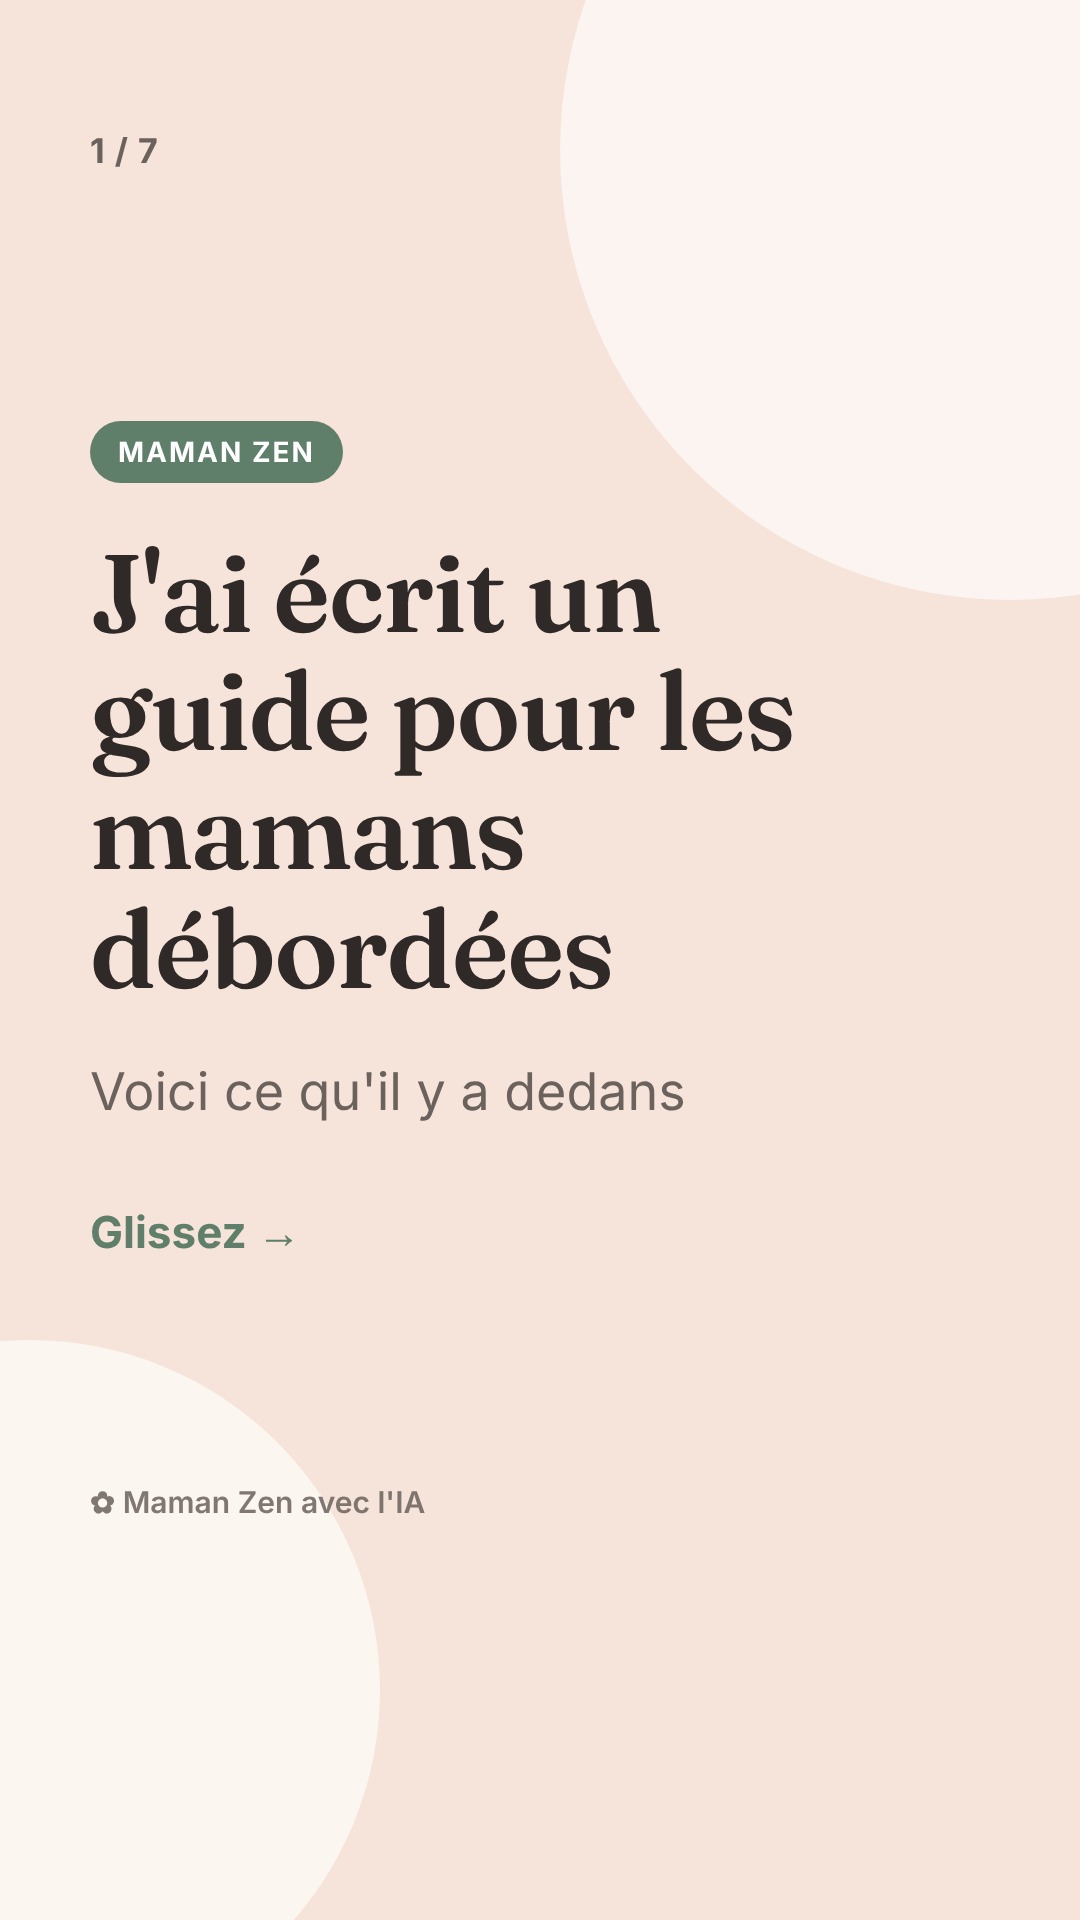 1 / 7
MAMAN ZEN
J'ai écrit un
guide pour les
mamans
débordées
Voici ce qu'il y a dedans
Glissez →
✿ Maman Zen avec l'IA